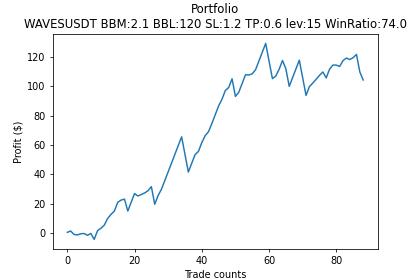 Portfolio
WAVESUSDT BBM:2.1 BBL:120 SL:1.2 TP:0.6 lev:15 WinRatio:74.0
120
100
80
60
40
20
0
Profit ($)
0 20 40 60 80
Trade counts